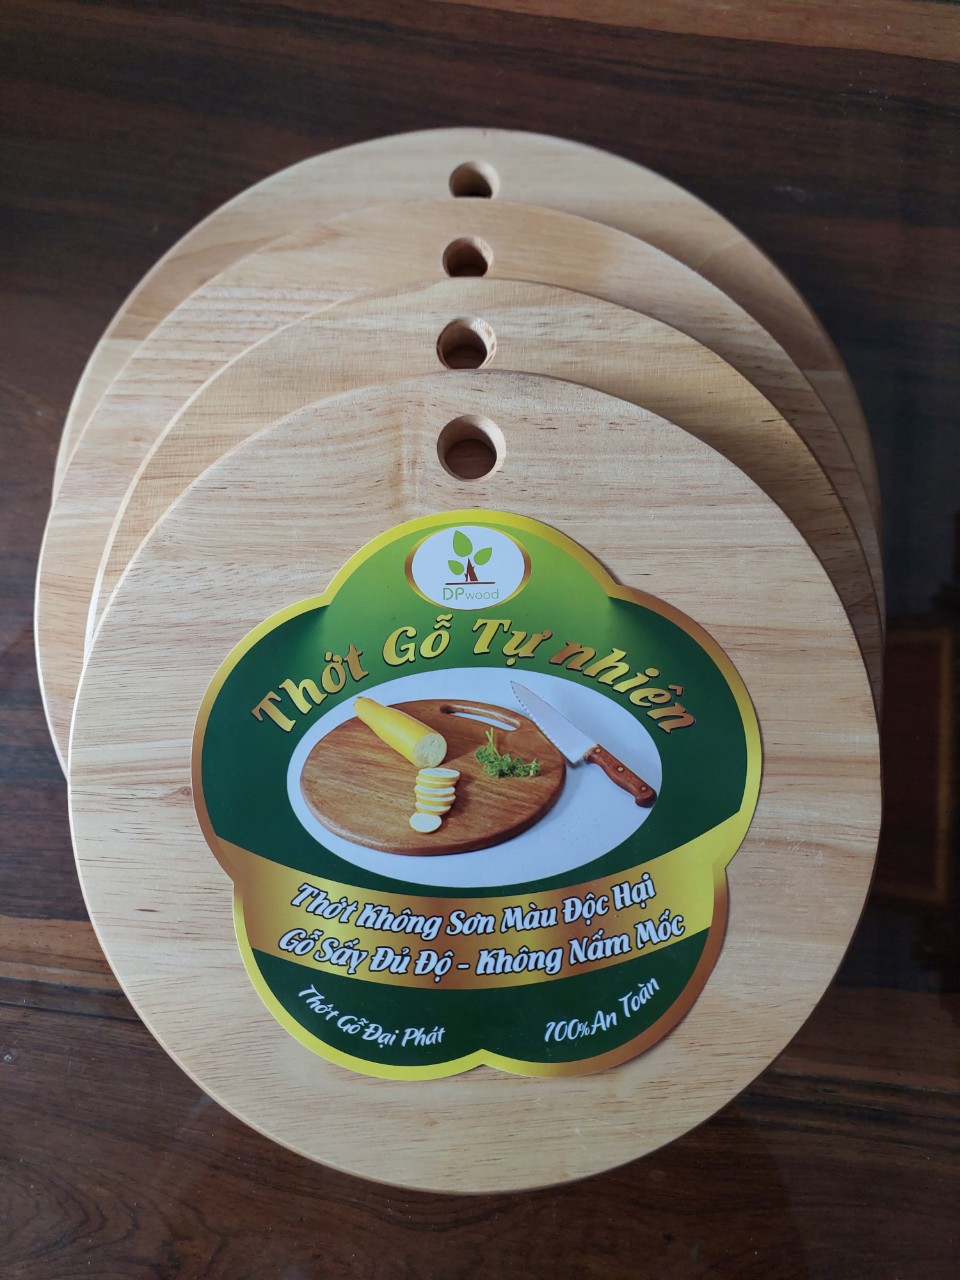 DPwood
Thớt Gỗ Tự nhiên
Thớt Không Sơn Màu Độc Hại
Gỗ Sấy Đủ Độ - Không Nấm Mốc
Thớt Gỗ Đại Phát
100% An Toàn